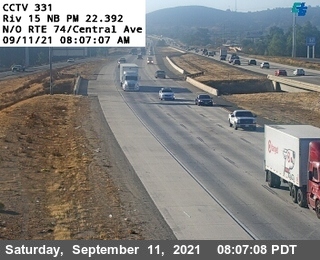 CCTV 331
Riv 15 NB PM 22.392
N/O RTE 74/Central Ave
09/11/21 08:07:07 AM
Saturday, September 11, 2021 08:07:08 PDT